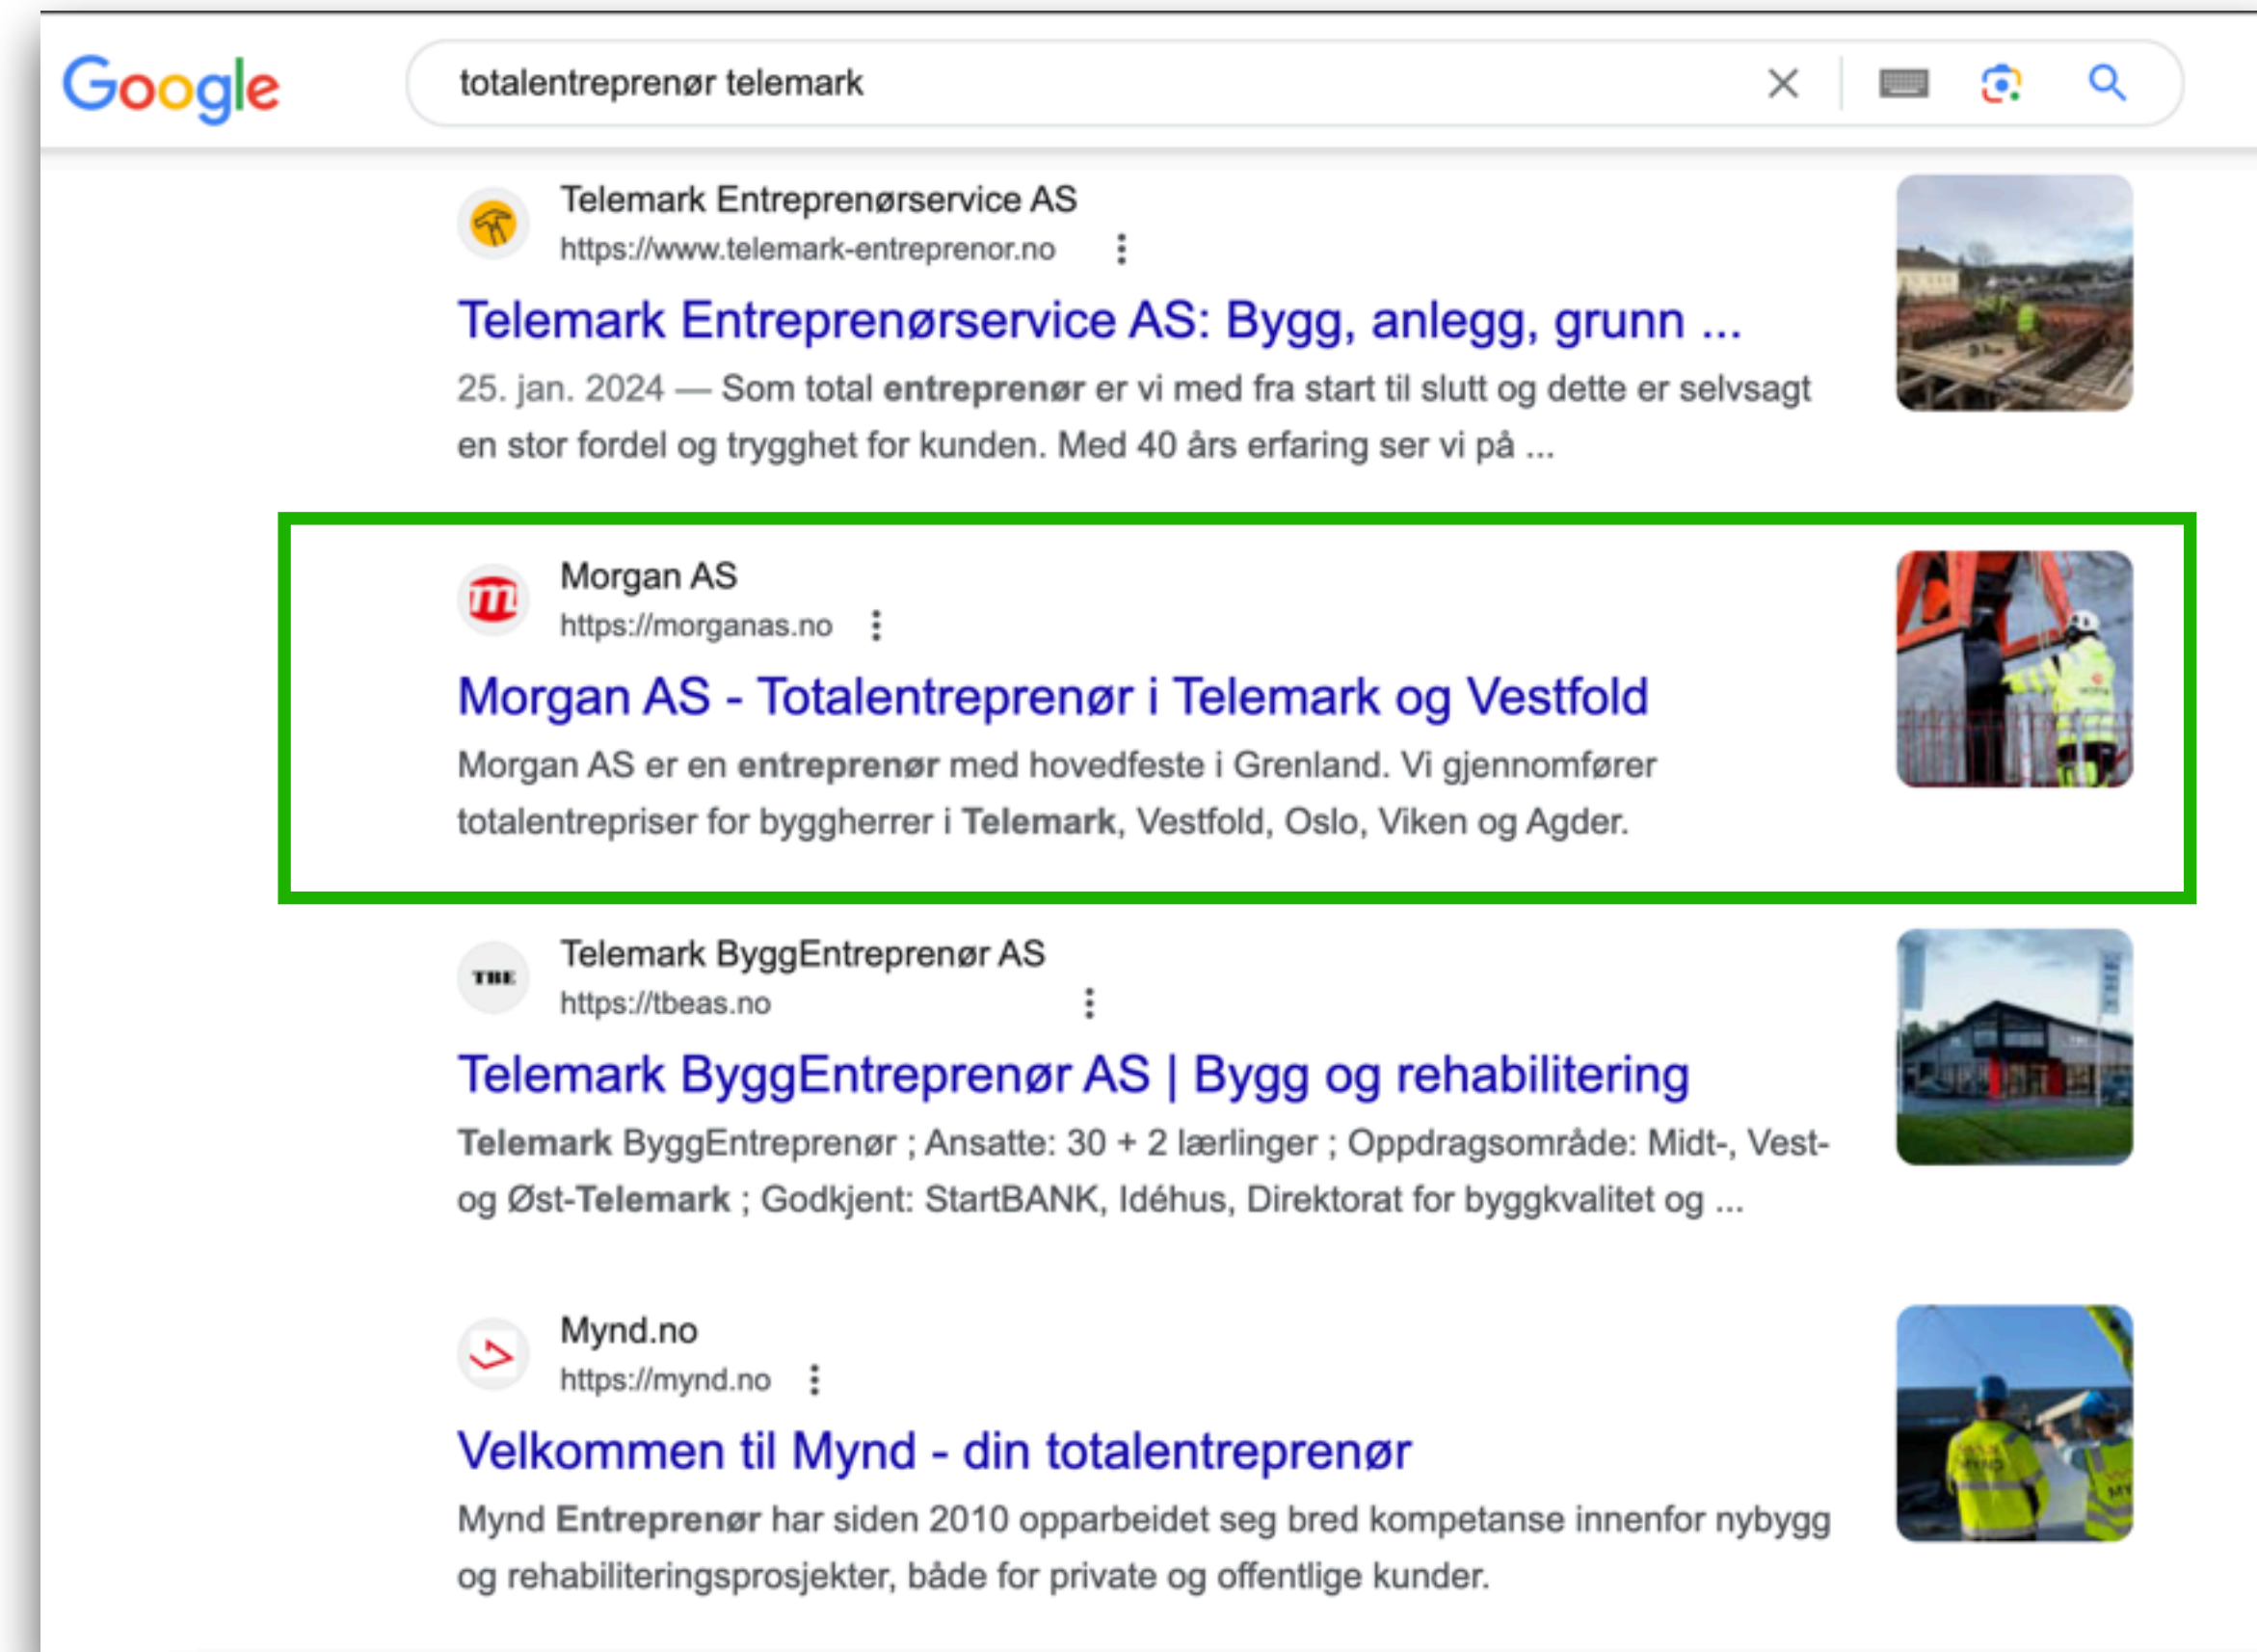 Google
totalentreprenør telemark
Telemark Entreprenørservice AS
https://www.telemark-entreprenor.no
Telemark Entreprenørservice AS: Bygg, anlegg, grunn ...
25. jan. 2024 — Som total entreprenør er vi med fra start til slutt og dette er selvsagt
en stor fordel og trygghet for kunden. Med 40 års erfaring ser vi på ...
m
Morgan AS
https://morganas.no
Morgan AS - Totalentreprenør i Telemark og Vestfold
Morgan AS er en entreprenør med hovedfeste i Grenland. Vi gjennomfører
totalentrepriser for byggherrer i Telemark, Vestfold, Oslo, Viken og Agder.
TBE
Telemark ByggEntreprenør AS
https://tbeas.no
Telemark ByggEntreprenør AS | Bygg og rehabilitering
Telemark ByggEntreprenør ; Ansatte: 30 + 2 lærlinger ; Oppdragsområde: Midt-, Vest-
og Øst-Telemark ; Godkjent: StartBANK, Idéhus, Direktorat for byggkvalitet og ...
Mynd.no
https://mynd.no
Velkommen til Mynd - din totalentreprenør
Mynd Entreprenør har siden 2010 opparbeidet seg bred kompetanse innenfor nybygg
og rehabiliteringsprosjekter, både for private og offentlige kunder.
MYND